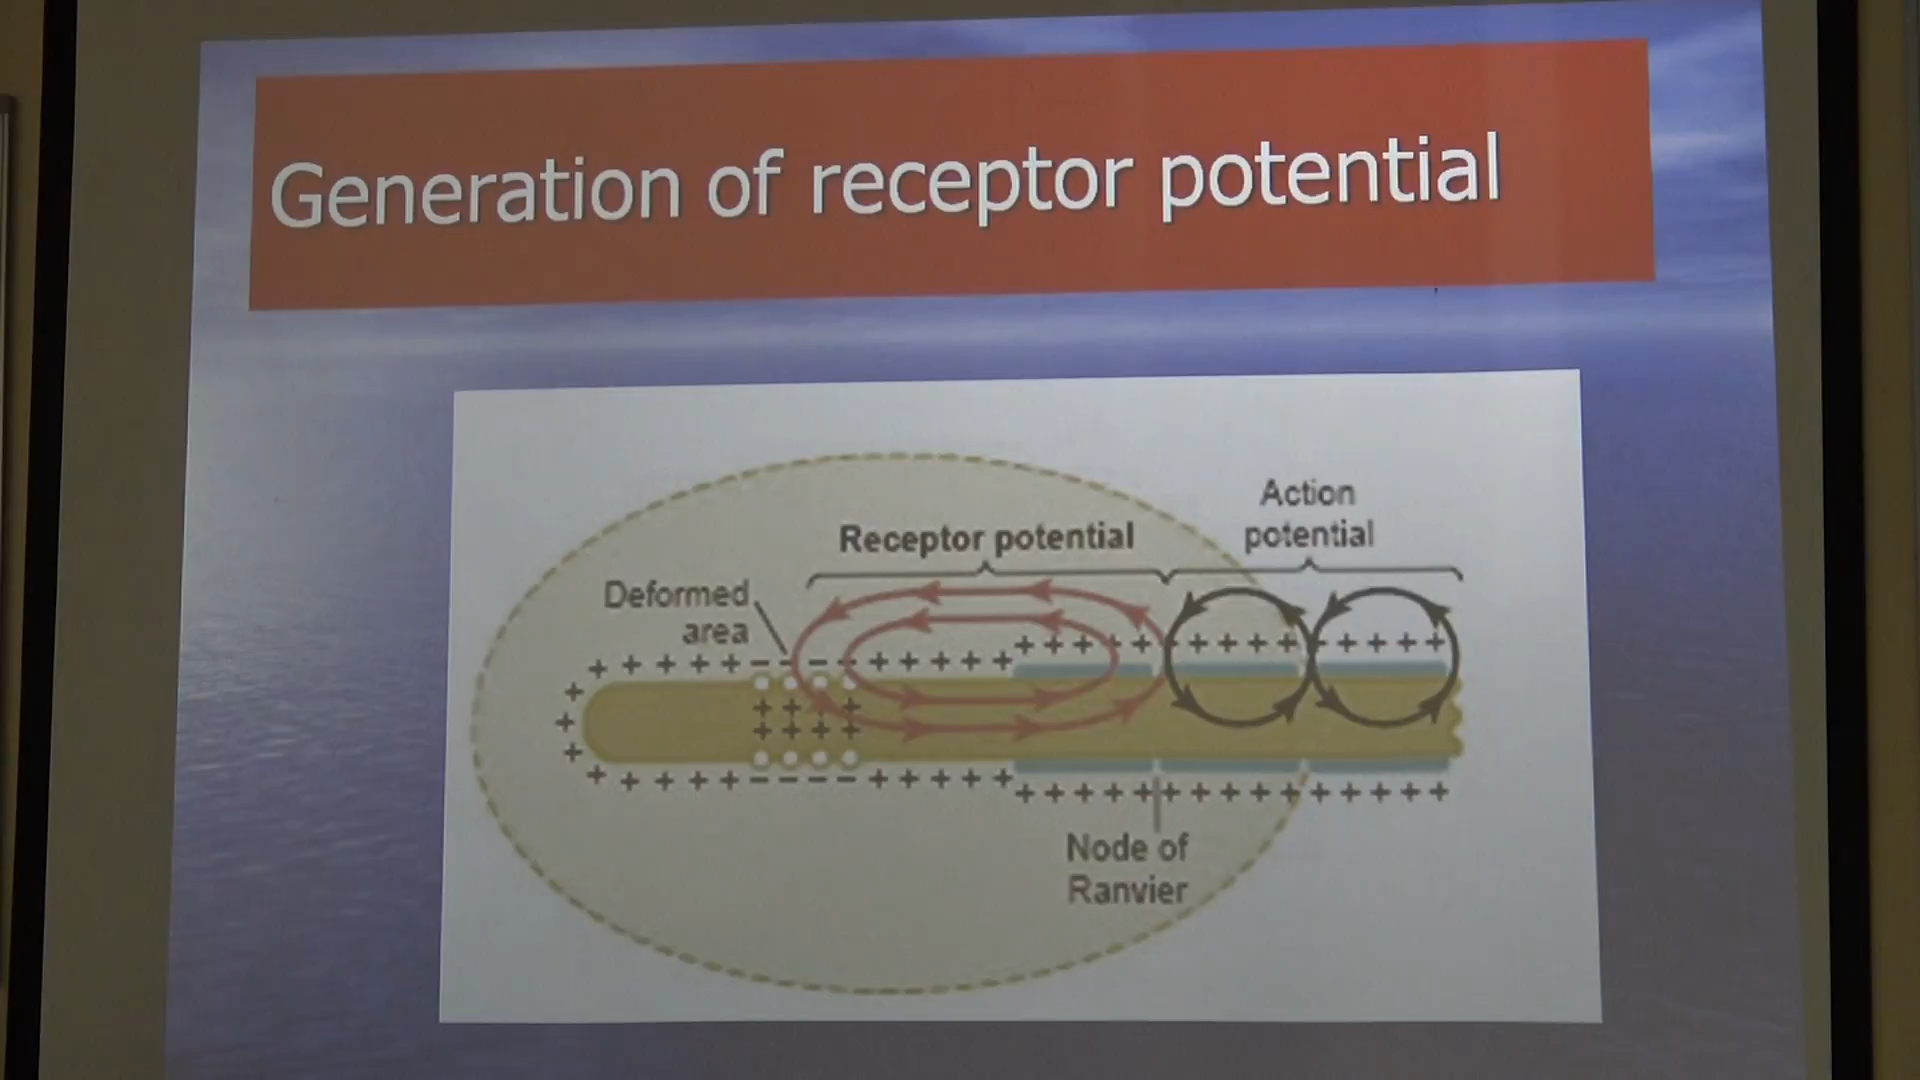 Generation of receptor potential
Action
potential
Receptor potential
Deformed
area
+ + + + + − − − − + + + + + + + + + + + + + + + + + + + +
+ + + +
+ + + +
+ + + + + − − − − + + + + + + + + + + + + + + + + + + + +
Node of
Ranvier